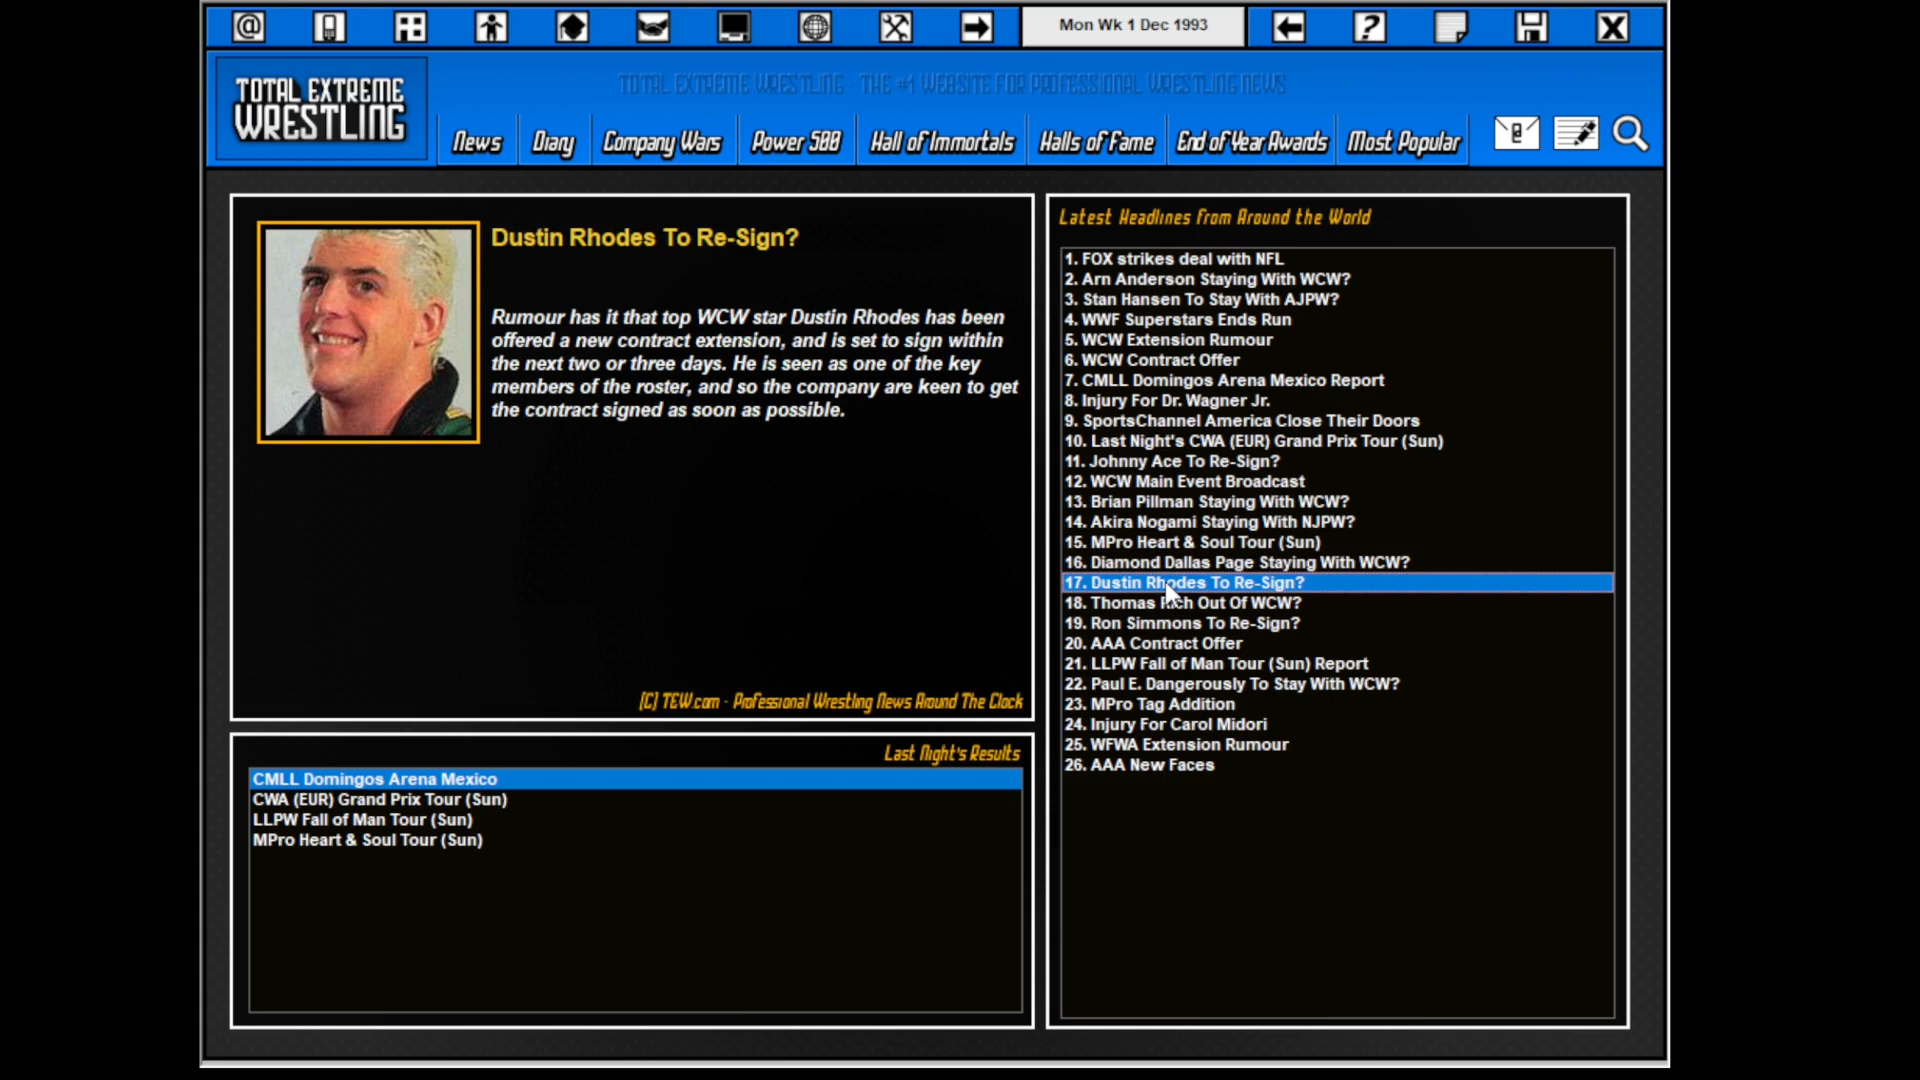 Mon Wk 1 Dec 1993
TOTAL EXTREME
WRESTLING
TOTAL EXTREME WRESTLING - THE #1 WEBSITE FOR PROFESSIONAL WRESTLING NEWS
News
Diary
Company Wars
Power 500
Hall of Immortals
Halls of Fame
End of Year Awards
Most Popular
Dustin Rhodes To Re-Sign?
Rumour has it that top WCW star Dustin Rhodes has been
offered a new contract extension, and is set to sign within
the next two or three days. He is seen as one of the key
members of the roster, and so the company are keen to get
the contract signed as soon as possible.
(C) TEW.com - Professional Wrestling News Around The Clock
Last Night's Results
CMLL Domingos Arena Mexico
CWA (EUR) Grand Prix Tour (Sun)
LLPW Fall of Man Tour (Sun)
MPro Heart & Soul Tour (Sun)
Latest Headlines From Around the World
1. FOX strikes deal with NFL
2. Arn Anderson Staying With WCW?
3. Stan Hansen To Stay With AJPW?
4. WWF Superstars Ends Run
5. WCW Extension Rumour
6. WCW Contract Offer
7. CMLL Domingos Arena Mexico Report
8. Injury For Dr. Wagner Jr.
9. SportsChannel America Close Their Doors
10. Last Night's CWA (EUR) Grand Prix Tour (Sun)
11. Johnny Ace To Re-Sign?
12. WCW Main Event Broadcast
13. Brian Pillman Staying With WCW?
14. Akira Nogami Staying With NJPW?
15. MPro Heart & Soul Tour (Sun)
16. Diamond Dallas Page Staying With WCW?
17. Dustin Rhodes To Re-Sign?
18. Thomas Rich Out Of WCW?
19. Ron Simmons To Re-Sign?
20. AAA Contract Offer
21. LLPW Fall of Man Tour (Sun) Report
22. Paul E. Dangerously To Stay With WCW?
23. MPro Tag Addition
24. Injury For Carol Midori
25. WFWA Extension Rumour
26. AAA New Faces